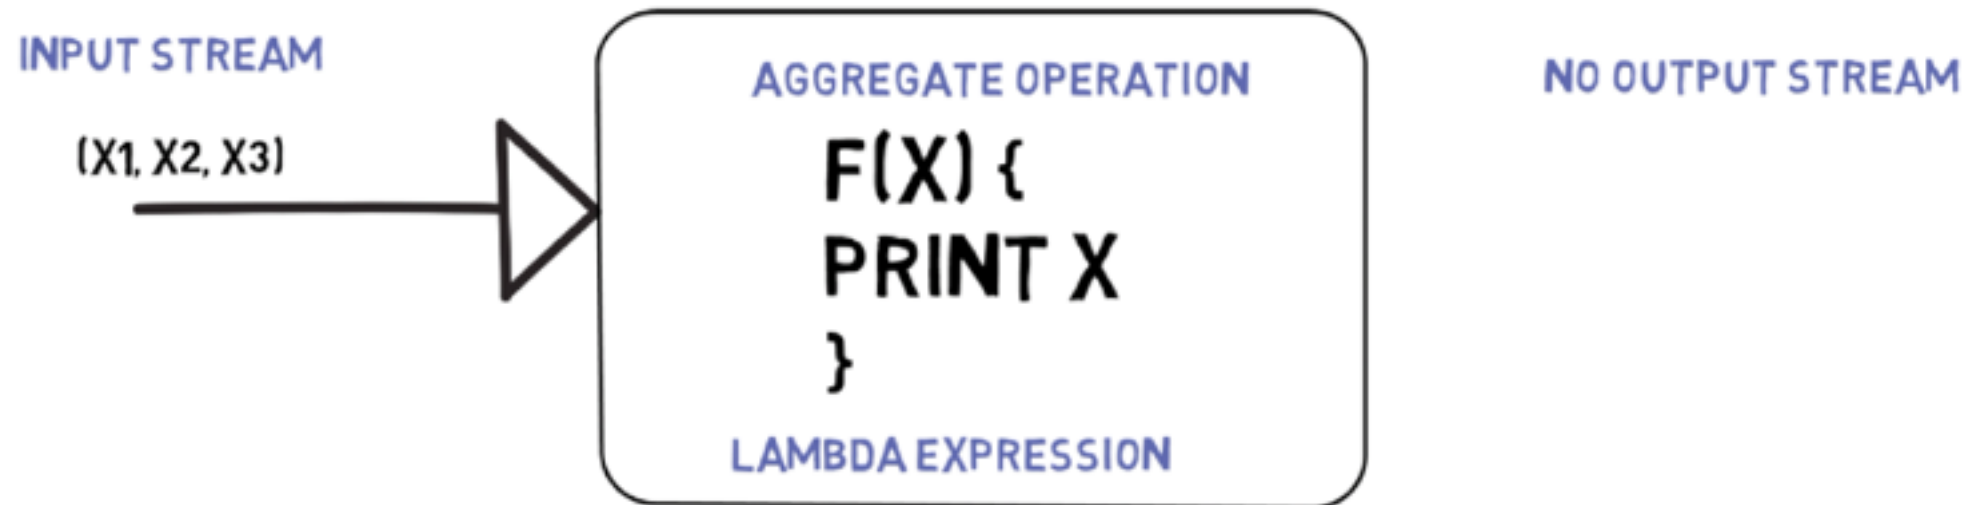 INPUT STREAM
(X1, X2, X3)
AGGREGATE OPERATION
F(X) {
PRINT X
}
LAMBDA EXPRESSION
NO OUTPUT STREAM